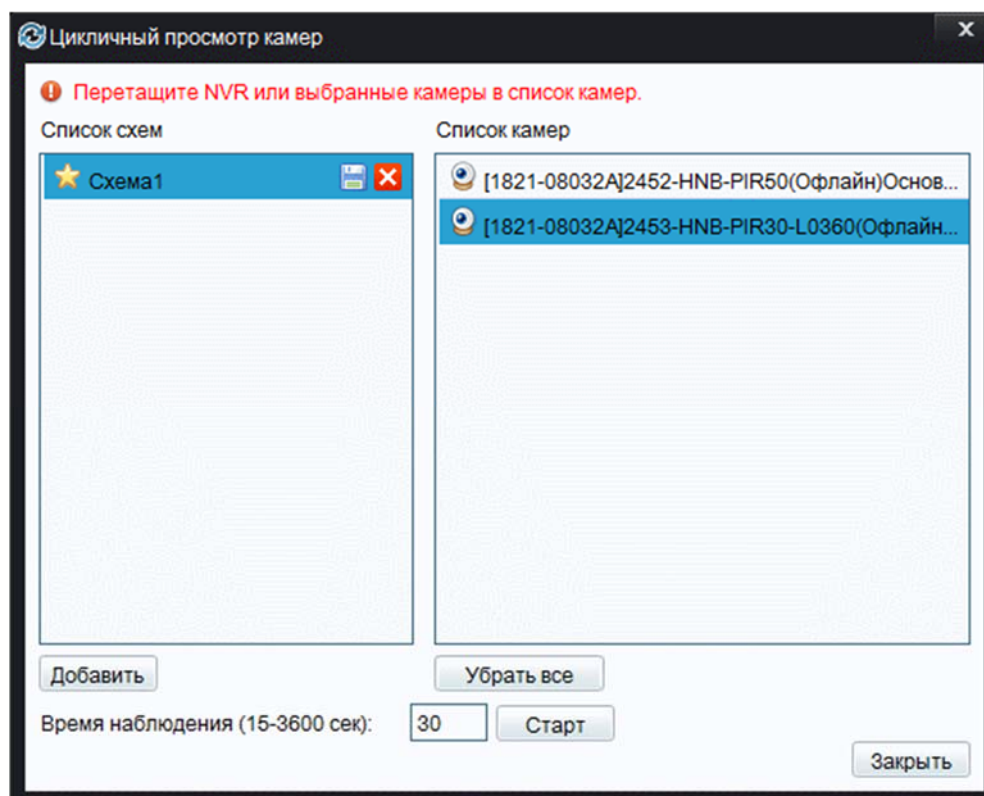 Цикличный просмотр камер
Перетащите NVR или выбранные камеры в список камер.
Список схем
Список камер
Схема1
[1821-08032A]2452-HNB-PIR50(Офлайн)Основ...
[1821-08032A]2453-HNB-PIR30-L0360(Офлайн...
Добавить
Убрать все
Время наблюдения (15-3600 сек):
30
Старт
Закрыть